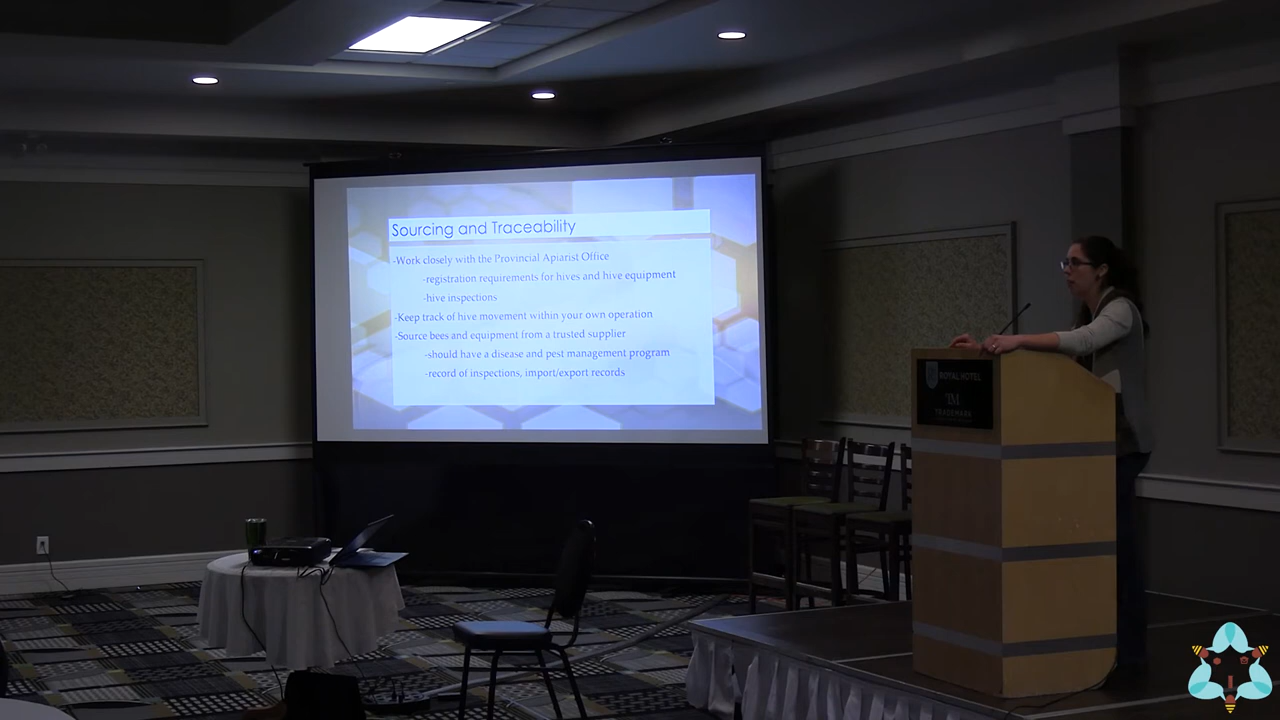 Sourcing and Traceability
-Work closely with the Provincial Apiarist Office
-registration requirements for hives and hive equipment
-hive inspections
-Keep track of hive movement within your own operation
-Source bees and equipment from a trusted supplier
-should have a disease and pest management program
-record of inspections, import/export records
ROYAL HOTEL
TRADEMARK